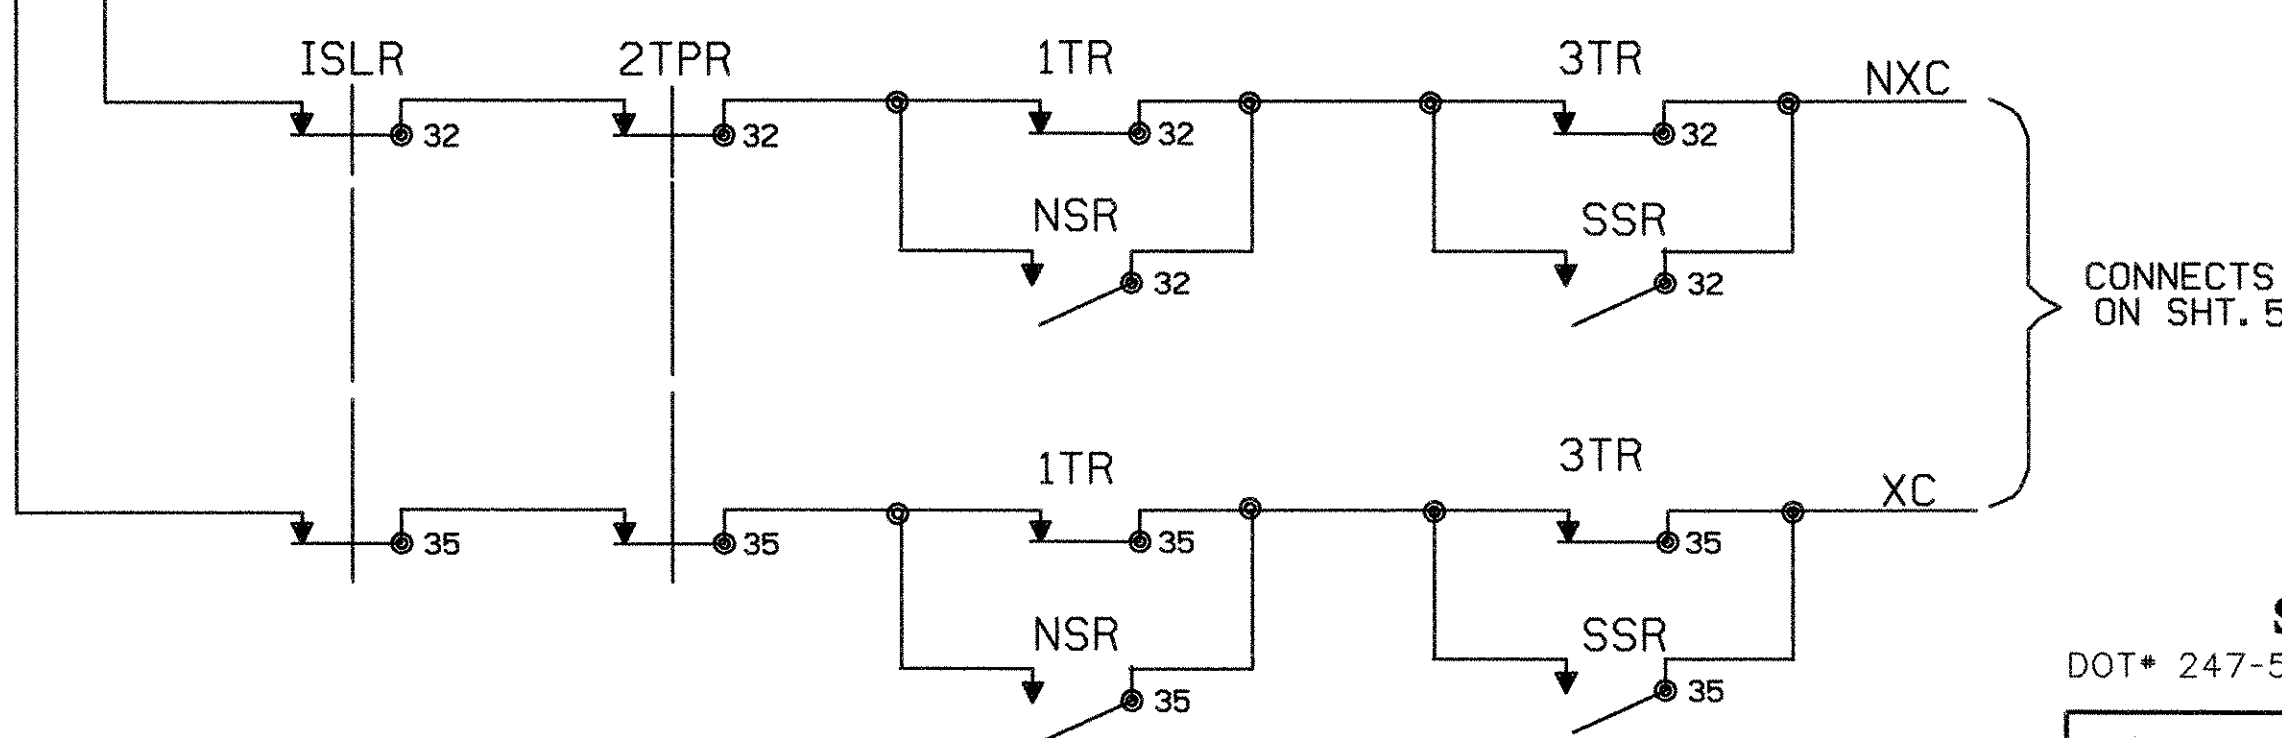 ISLR 2TPR 1TR 3TR NXC
32 32 32 32
NSR SSR
32 32
CONNECTS
ON SHT. 5
1TR 3TR XC
35 35 35 35
NSR SSR
35 35
DOT# 247-5